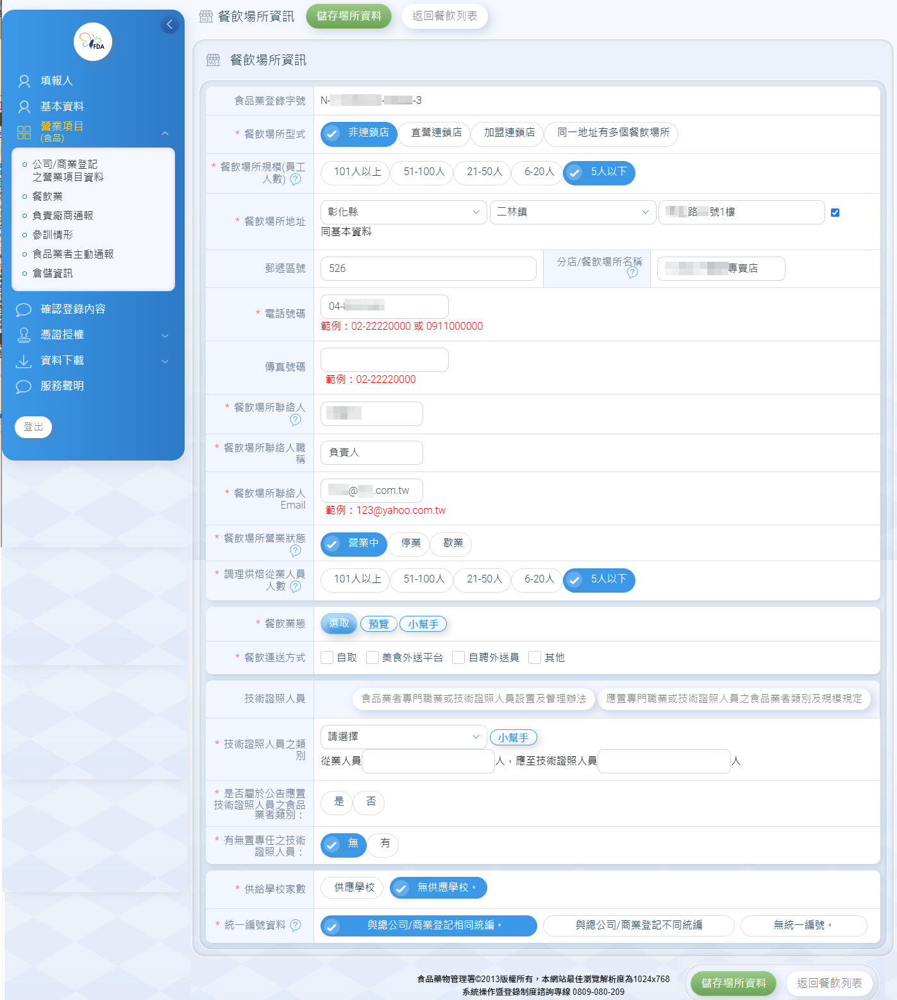 餐飲場所資訊
儲存場所資料
返回餐飲列表
FDA
填報人
基本資料
營業項目
(食品)
公司/商業登記
之營業項目資料
餐飲業
負責廠商通報
參訓情形
食品業者主動通報
倉儲資訊
確認登錄內容
憑證授權
資料下載
服務聲明
登出
餐飲場所資訊
食品業登錄字號 N- - -3
* 餐飲場所型式 非連鎖店 直營連鎖店 加盟連鎖店 同一地址有多個餐飲場所
* 餐飲場所規模(員工
人數) ? 101人以上 51-100人 21-50人 6-20人 5人以下
* 餐飲場所地址 彰化縣 二林鎮 路 號1樓
同基本資料
郵遞區號 526 分店/餐飲場所名稱
? 專賣店
* 電話號碼 04-
範例：02-22220000 或 0911000000
傳真號碼
範例：02-22220000
* 餐飲場所聯絡人
?
* 餐飲場所聯絡人職
稱 負責人
* 餐飲場所聯絡人
Email @ .com.tw
範例：123@yahoo.com.tw
* 餐飲場所營業狀態
? 營業中 停業 歇業
* 調理烘焙從業人員
人數 ? 101人以上 51-100人 21-50人 6-20人 5人以下
* 餐飲業態 選取 預覽 小幫手
* 餐飲運送方式 自取 美食外送平台 自聘外送員 其他
技術證照人員 食品業者專門職業或技術證照人員設置及管理辦法 應置專門職業或技術證照人員之食品業者類別及規模規定
* 技術證照人員之類
別 請選擇 小幫手
從業人員 人，應至技術證照人員 人
* 是否屬於公告應置
技術證照人員之食品
業者類別： 是 否
* 有無置專任之技術
證照人員： 無 有
* 供給學校家數 供應學校 無供應學校。
* 統一編號資料 ? 與總公司/商業登記相同統編。 與總公司/商業登記不同統編 無統一編號。
食品藥物管理署©2013版權所有，本網站最佳瀏覽解析度為1024x768
系統操作暨登錄制度諮詢專線 0809-080-209
儲存場所資料
返回餐飲列表